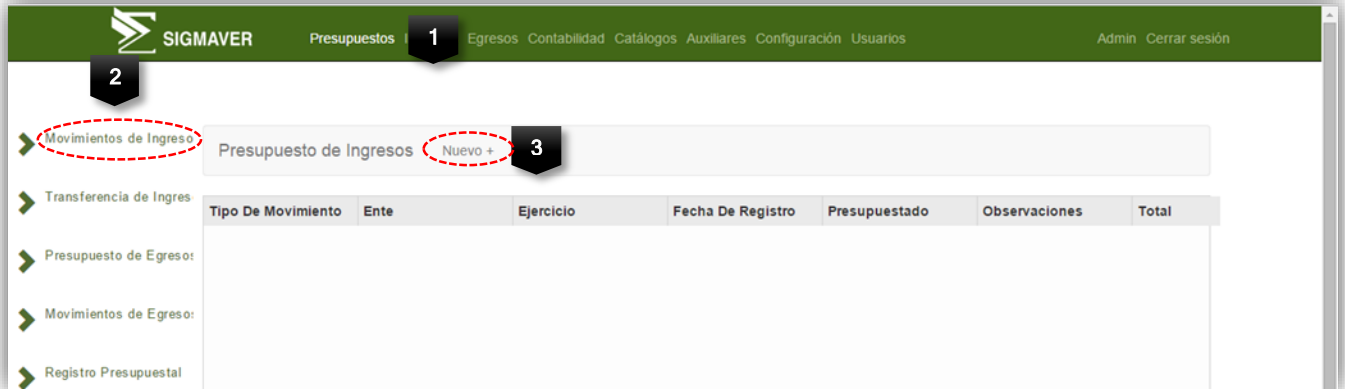 SIGMAVER Presupuestos 1 Egresos Contabilidad Catálogos Auxiliares Configuración Usuarios Admin Cerrar sesión
2
Movimientos de Ingreso
Presupuesto de Ingresos Nuevo + 3
Transferencia de Ingres
Tipo De Movimiento Ente Ejercicio Fecha De Registro Presupuestado Observaciones Total
Presupuesto de Egresos
Movimientos de Egresos
Registro Presupuestal